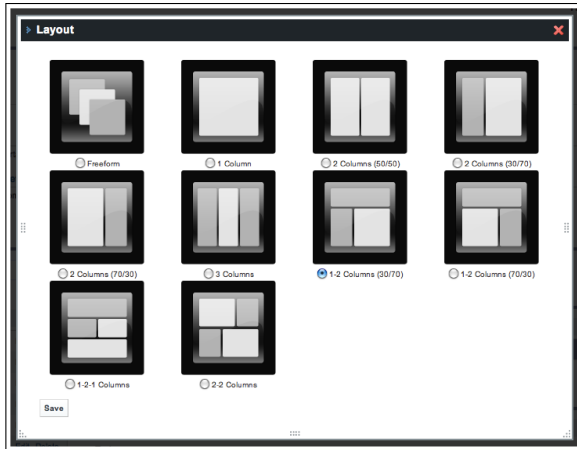 Layout
Freeform
1 Column
2 Columns (50/50)
2 Columns (30/70)
2 Columns (70/30)
3 Columns
1-2 Columns (30/70)
1-2 Columns (70/30)
1-2-1 Columns
2-2 Columns
Save